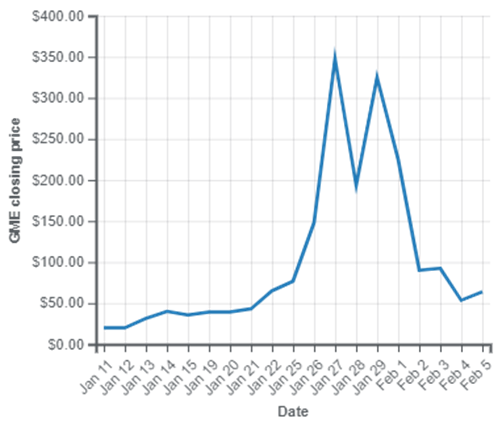 $400.00
$350.00
$300.00
$250.00
$200.00
$150.00
$100.00
$50.00
$0.00
GME closing price
Jan 11
Jan 12
Jan 13
Jan 14
Jan 15
Jan 19
Jan 20
Jan 21
Jan 22
Jan 25
Jan 26
Jan 27
Jan 28
Jan 29
Feb 1
Feb 2
Feb 3
Feb 4
Feb 5
Date